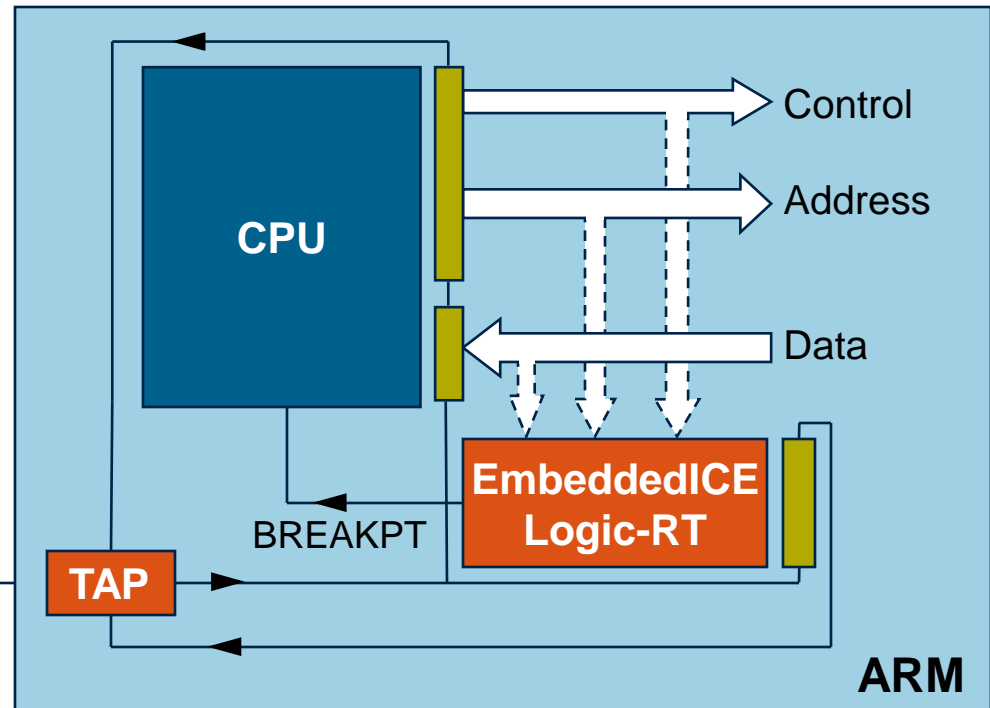 Control
Address
CPU
Data
EmbeddedICE
Logic-RT
BREAKPT
TAP
ARM